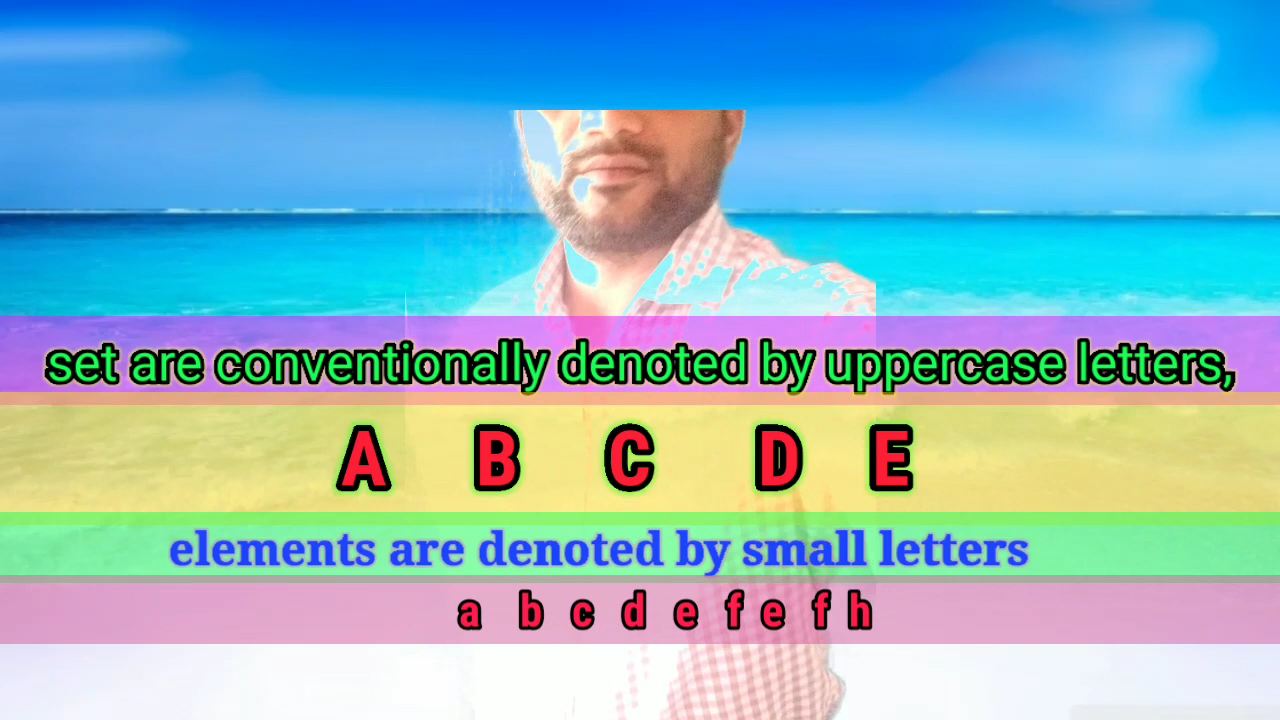 set are conventionally denoted by uppercase letters,
A B C D E
elements are denoted by small letters
a b c d e f e f h